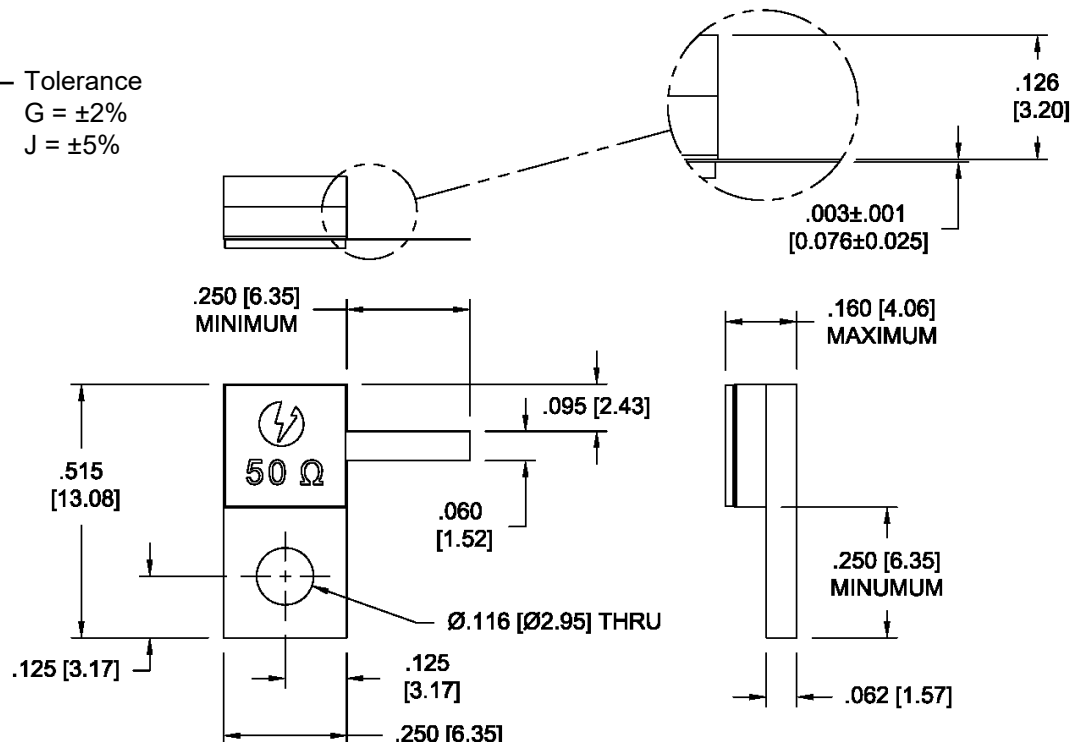 Tolerance
G = ±2%
J = ±5%
.126
[3.20]
.003±.001
[0.076±0.025]
.250 [6.35]
MINIMUM
.160 [4.06]
MAXIMUM
.095 [2.43]
50 Ω
.515
[13.08]
.060
[1.52]
.250 [6.35]
MINUMUM
Ø.116 [Ø2.95] THRU
.125 [3.17]
.125
[3.17]
.062 [1.57]
.250 [6.35]